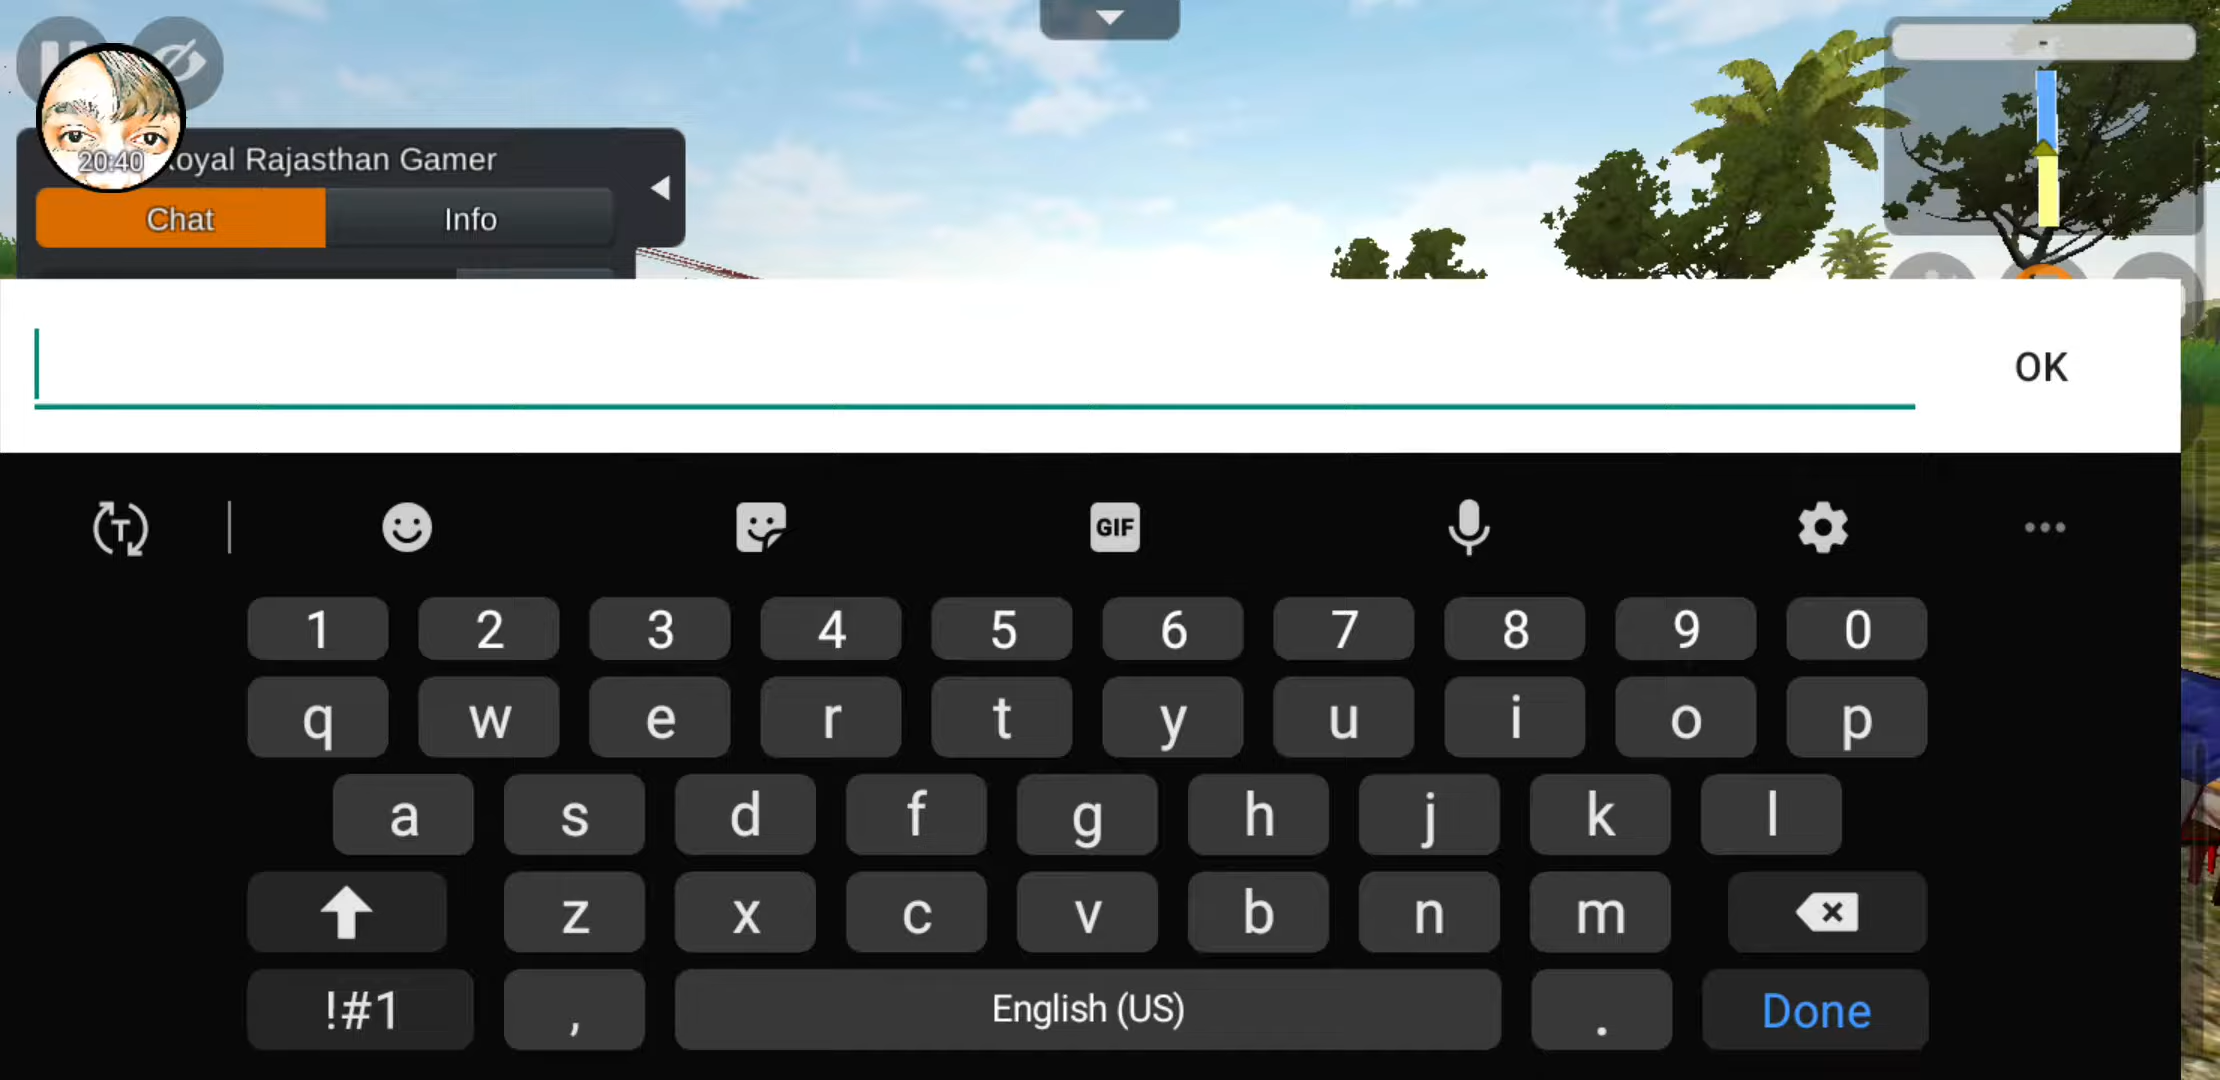 20:40
oyal Rajasthan Gamer
Chat Info
OK
GIF
1 2 3 4 5 6 7 8 9 0
q w e r t y u i o p
a s d f g h j k l
z x c v b n m
!#1 , English (US) . Done